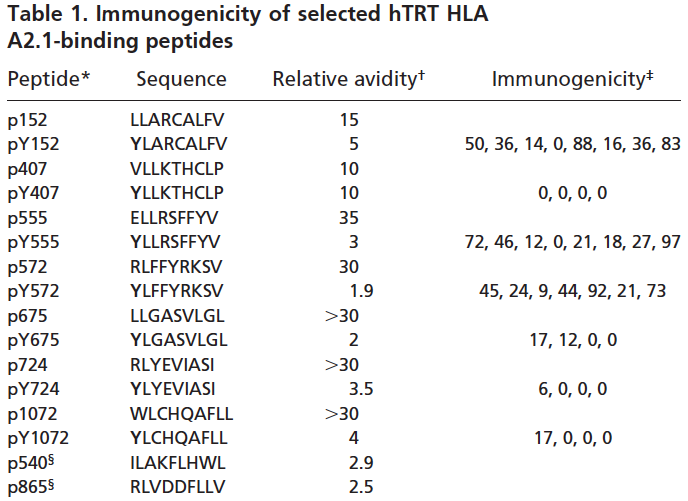 Table 1. Immunogenicity of selected hTRT HLA
A2.1-binding peptides
Peptide* Sequence Relative avidity† Immunogenicity‡
p152 LLARCALFV 15
pY152 YLARCALFV 5 50, 36, 14, 0, 88, 16, 36, 83
p407 VLLKTHCLP 10
pY407 YLLKTHCLP 10 0, 0, 0, 0
p555 ELLRSFFYV 35
pY555 YLLRSFFYV 3 72, 46, 12, 0, 21, 18, 27, 97
p572 RLFFYRKSV 30
pY572 YLFFYRKSV 1.9 45, 24, 9, 44, 92, 21, 73
p675 LLGASVLGL >30
pY675 YLGASVLGL 2 17, 12, 0, 0
p724 RLYEVIASI >30
pY724 YLYEVIASI 3.5 6, 0, 0, 0
p1072 WLCHQAFLL >30
pY1072 YLCHQAFLL 4 17, 0, 0, 0
p540§ ILAKFLHWL 2.9
p865§ RLVDDFLLV 2.5